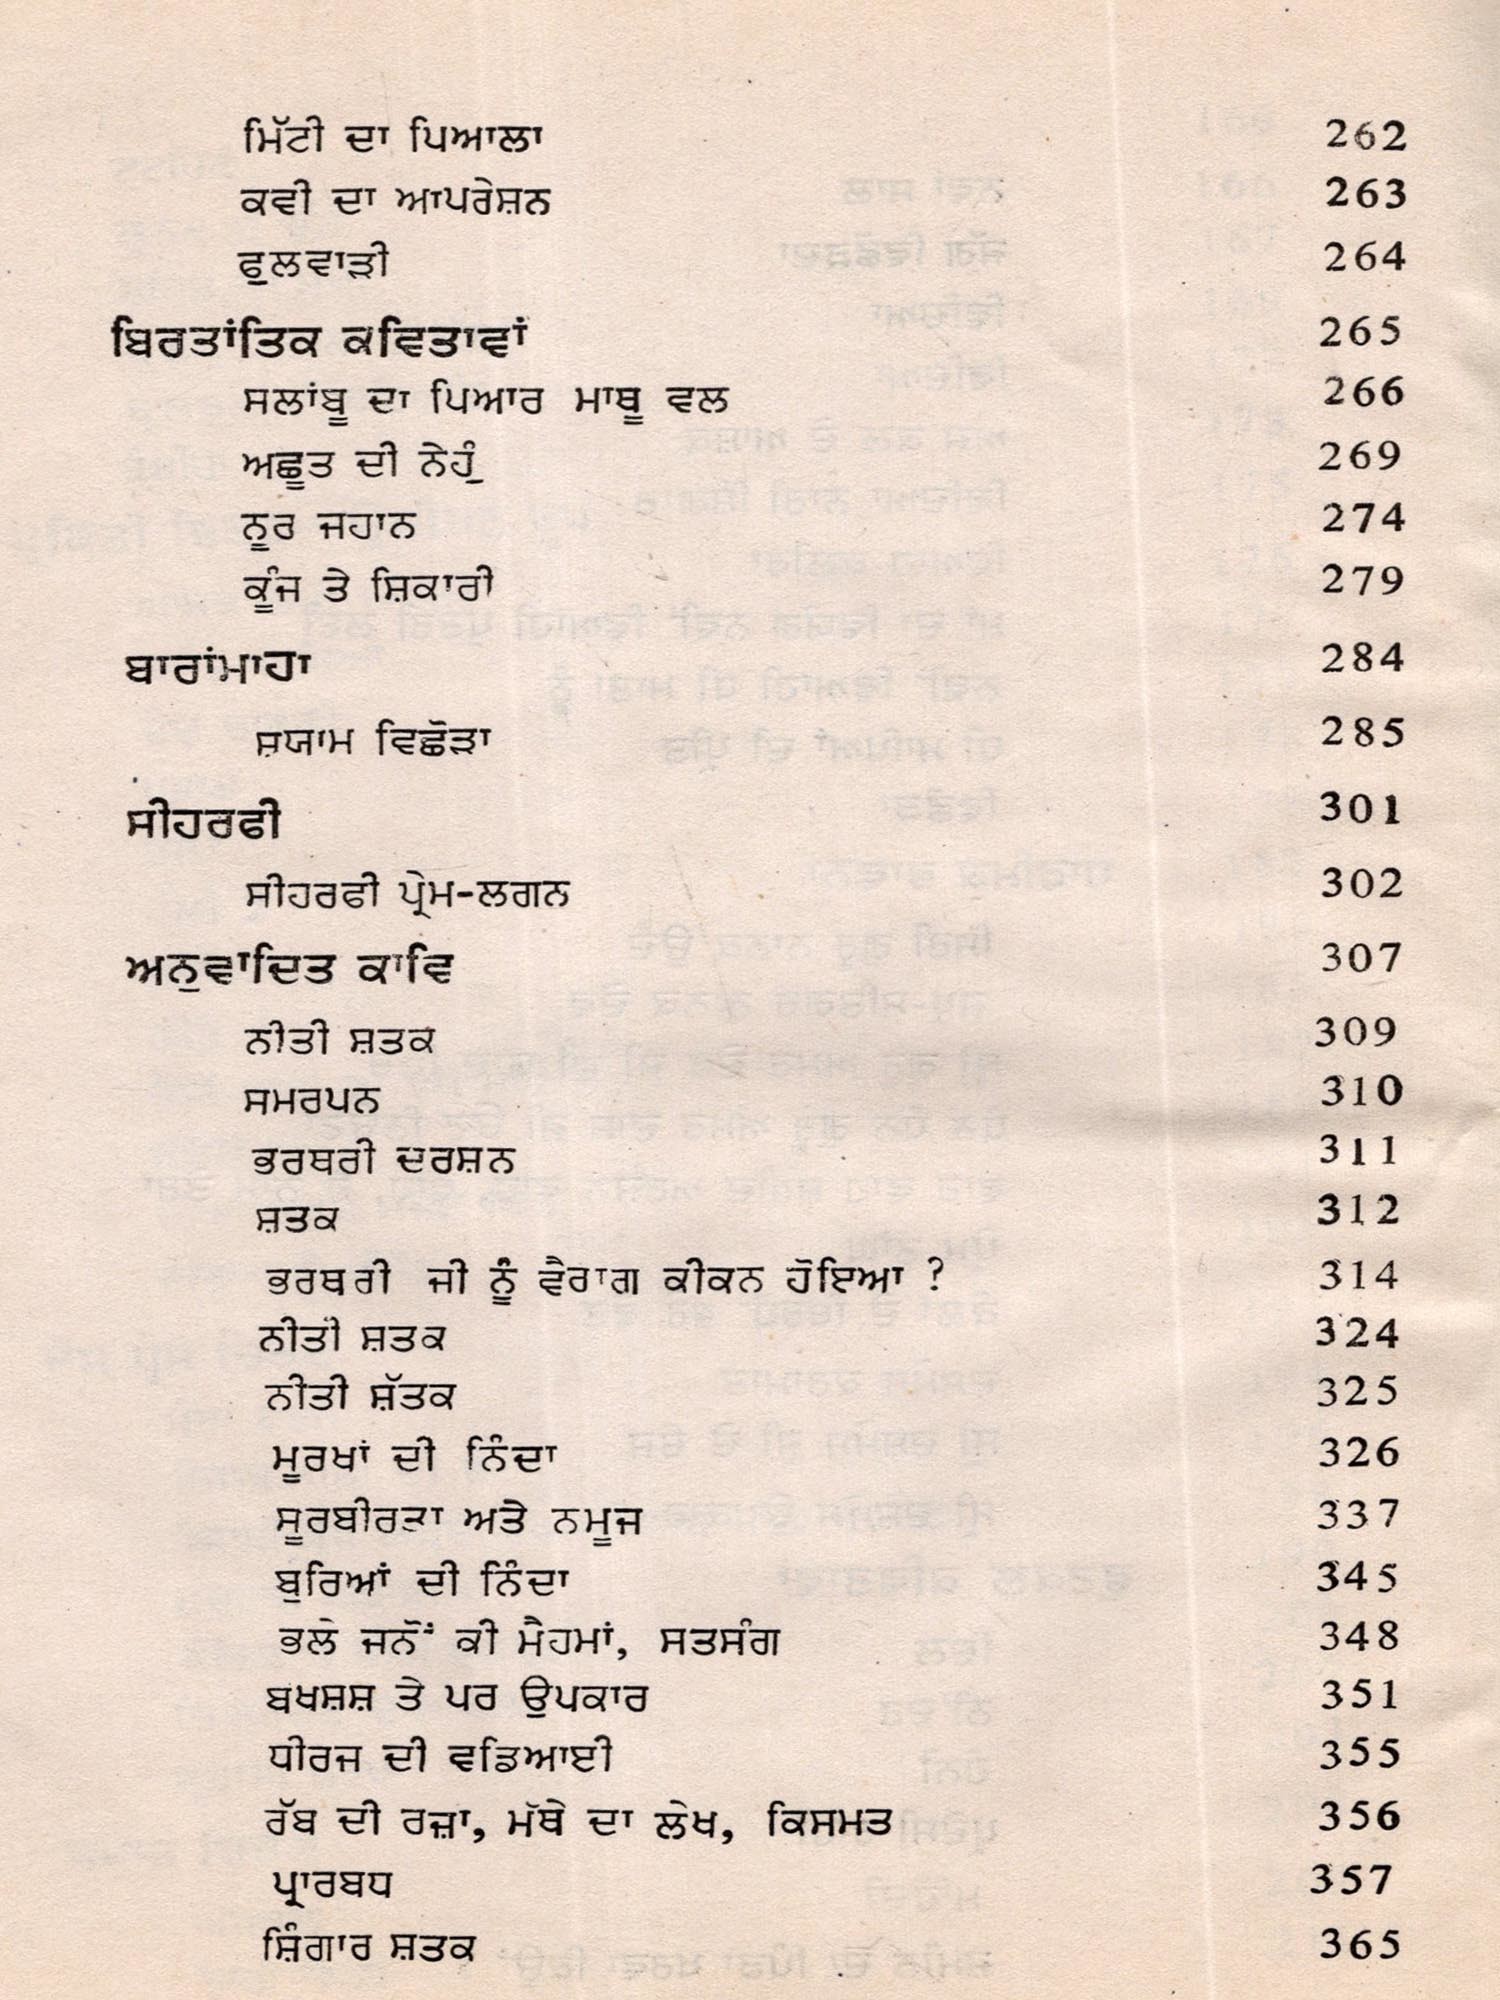 ਮਿੱਟੀ ਦਾ ਪਿਆਲਾ 262
ਕਵੀ ਦਾ ਆਪਰੇਸ਼ਨ 263
ਫੁਲਵਾੜੀ 264
ਬਿਰਤਾਂਤਿਕ ਕਵਿਤਾਵਾਂ 265
ਸਲਾਂਬੂ ਦਾ ਪਿਆਰ ਮਾਥੂ ਵਲ 266
ਅਛੂਤ ਦੀ ਨੇਹੁੰ 269
ਨੂਰ ਜਹਾਨ 274
ਕੂੰਜ ਤੇ ਸ਼ਿਕਾਰੀ 279
ਬਾਰਾਂਮਾਹਾ 284
ਸ਼ਯਾਮ ਵਿਛੋੜਾ 285
ਸੀਹਰਫੀ 301
ਸੀਹਰਫੀ ਪ੍ਰੇਮ-ਲਗਨ 302
ਅਨੁਵਾਦਿਤ ਕਾਵਿ 307
ਨੀਤੀ ਸ਼ਤਕ 309
ਸਮਰਪਨ 310
ਭਰਥਰੀ ਦਰਸ਼ਨ 311
ਸ਼ਤਕ 312
ਭਰਥਰੀ ਜੀ ਨੂੰ ਵੈਰਾਗ ਕੀਕਨ ਹੋਇਆ ? 314
ਨੀਤੀ ਸ਼ਤਕ 324
ਨੀਤੀ ਸ਼ੱਤਕ 325
ਮੂਰਖਾਂ ਦੀ ਨਿੰਦਾ 326
ਸੂਰਬੀਰਤਾ ਅਤੇ ਨਮੂਜ 337
ਬੁਰਿਆਂ ਦੀ ਨਿੰਦਾ 345
ਭਲੇ ਜਨੋਂ ਕੀ ਮੈਹਮਾਂ, ਸਤਸੰਗ 348
ਬਖਸ਼ਸ਼ ਤੇ ਪਰ ਉਪਕਾਰ 351
ਧੀਰਜ ਦੀ ਵਡਿਆਈ 355
ਰੱਬ ਦੀ ਰਜ਼ਾ, ਮੱਥੇ ਦਾ ਲੇਖ, ਕਿਸਮਤ 356
ਪ੍ਰਾਰਬਧ 357
ਸ਼ਿੰਗਾਰ ਸ਼ਤਕ 365